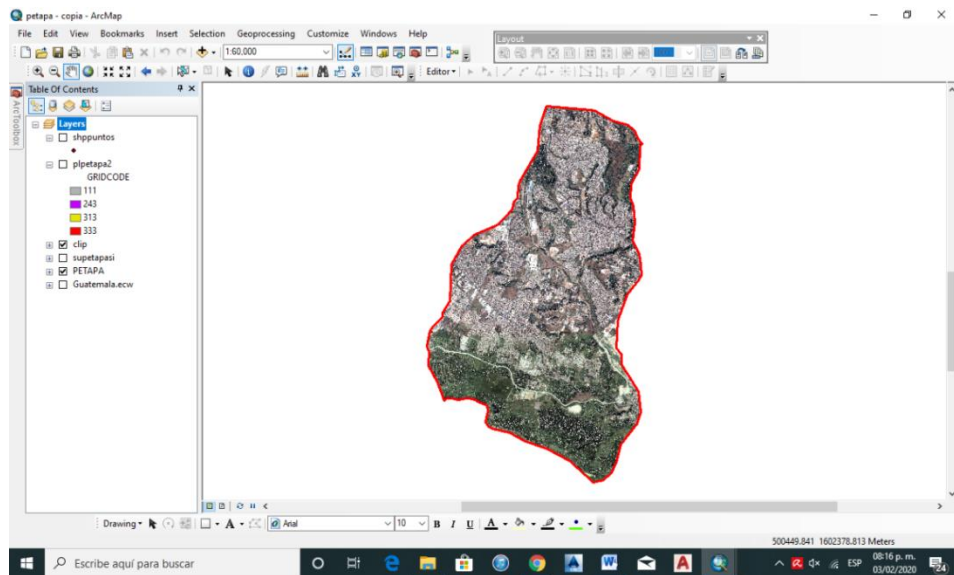 petapa - copia - ArcMap
File Edit View Bookmarks Insert Selection Geoprocessing Customize Windows Help
1:60,000
Layout
Editor
Table Of Contents
ArcToolbox
Layers
shppuntos
plpetapa2
GRIDCODE
111
243
313
333
clip
supetapasi
PETAPA
Guatemala.ecw
Drawing
A
Arial
10
B I U A
500449.841 1602378.813 Meters
Escribe aquí para buscar
ESP
08:16 p. m.
03/02/2020
24